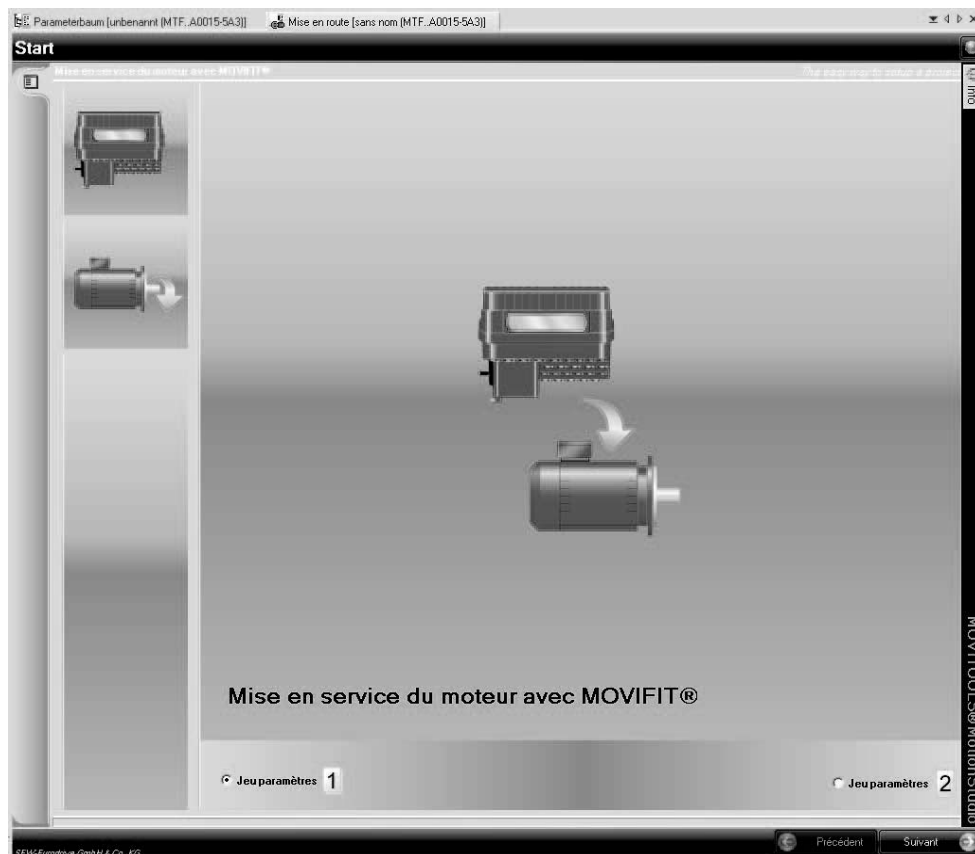 Parameterbaum [unbenannt (MTF..A0015-5A3)]
Mise en route [sans nom (MTF..A0015-5A3)]
Start
Mise en service du moteur avec MOVIFIT®
Info
Mise en service du moteur avec MOVIFIT®
Jeu paramètres 1
Jeu paramètres 2
MOVITOOLS® MotionStudio
Précédent
Suivant
SEW-Eurodrive GmbH & Co. KG